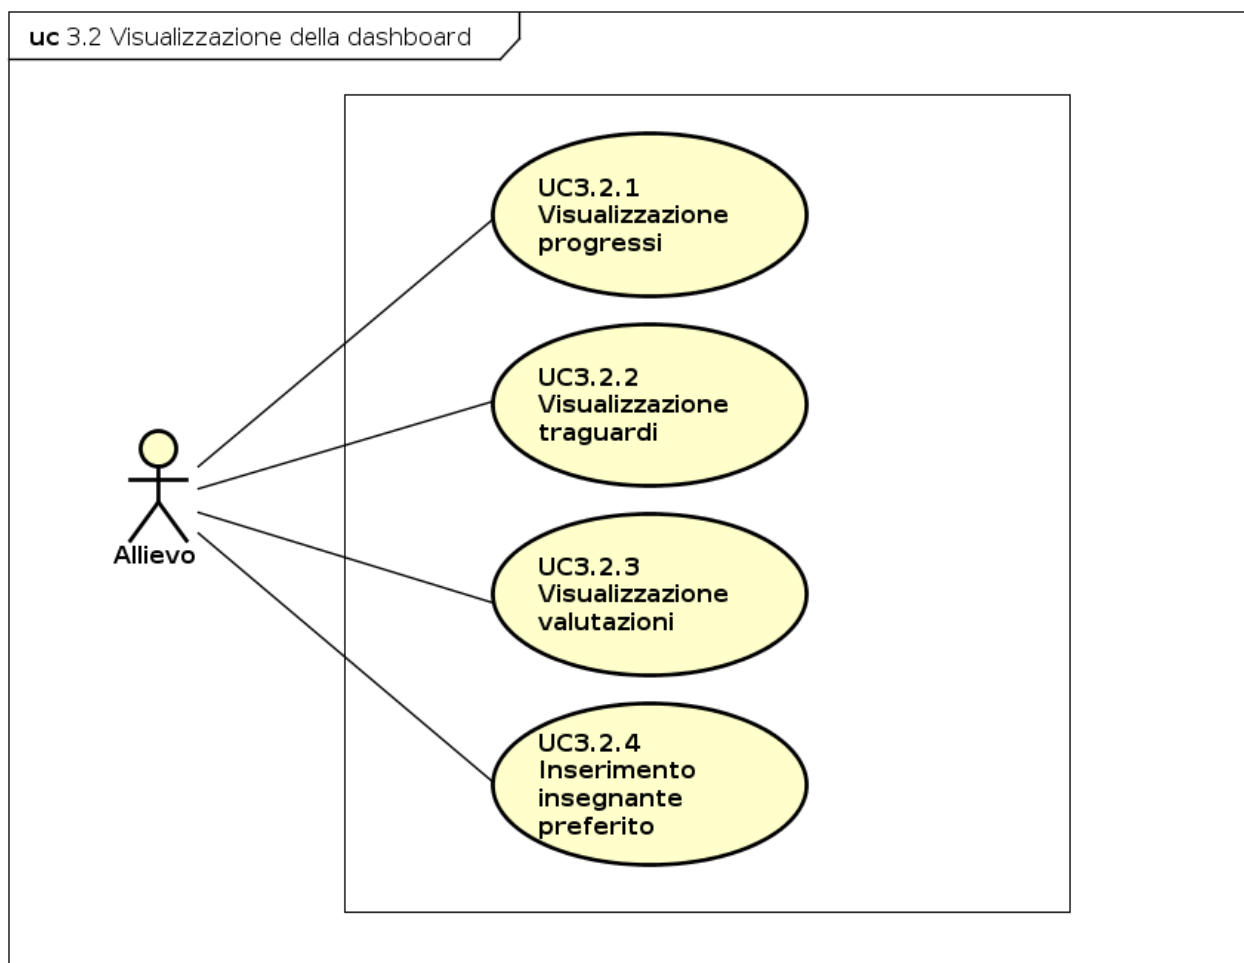 uc 3.2 Visualizzazione della dashboard
UC3.2.1
Visualizzazione
progressi
UC3.2.2
Visualizzazione
traguardi
Allievo
UC3.2.3
Visualizzazione
valutazioni
UC3.2.4
Inserimento
insegnante
preferito